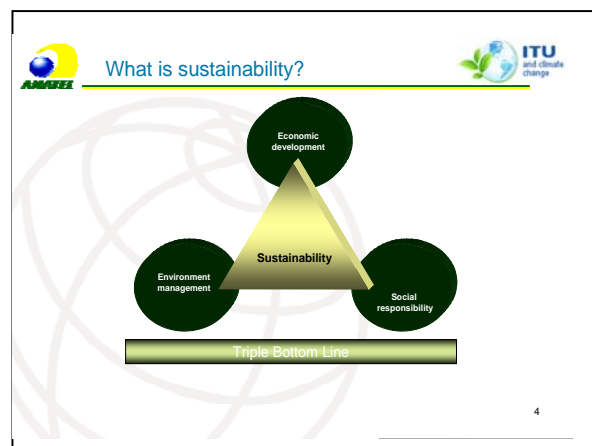 ANATEL
What is sustainability?
ITU
and climate
change
Economic
development
Sustainability
Environment
management
Social
responsibility
Triple Bottom Line
4